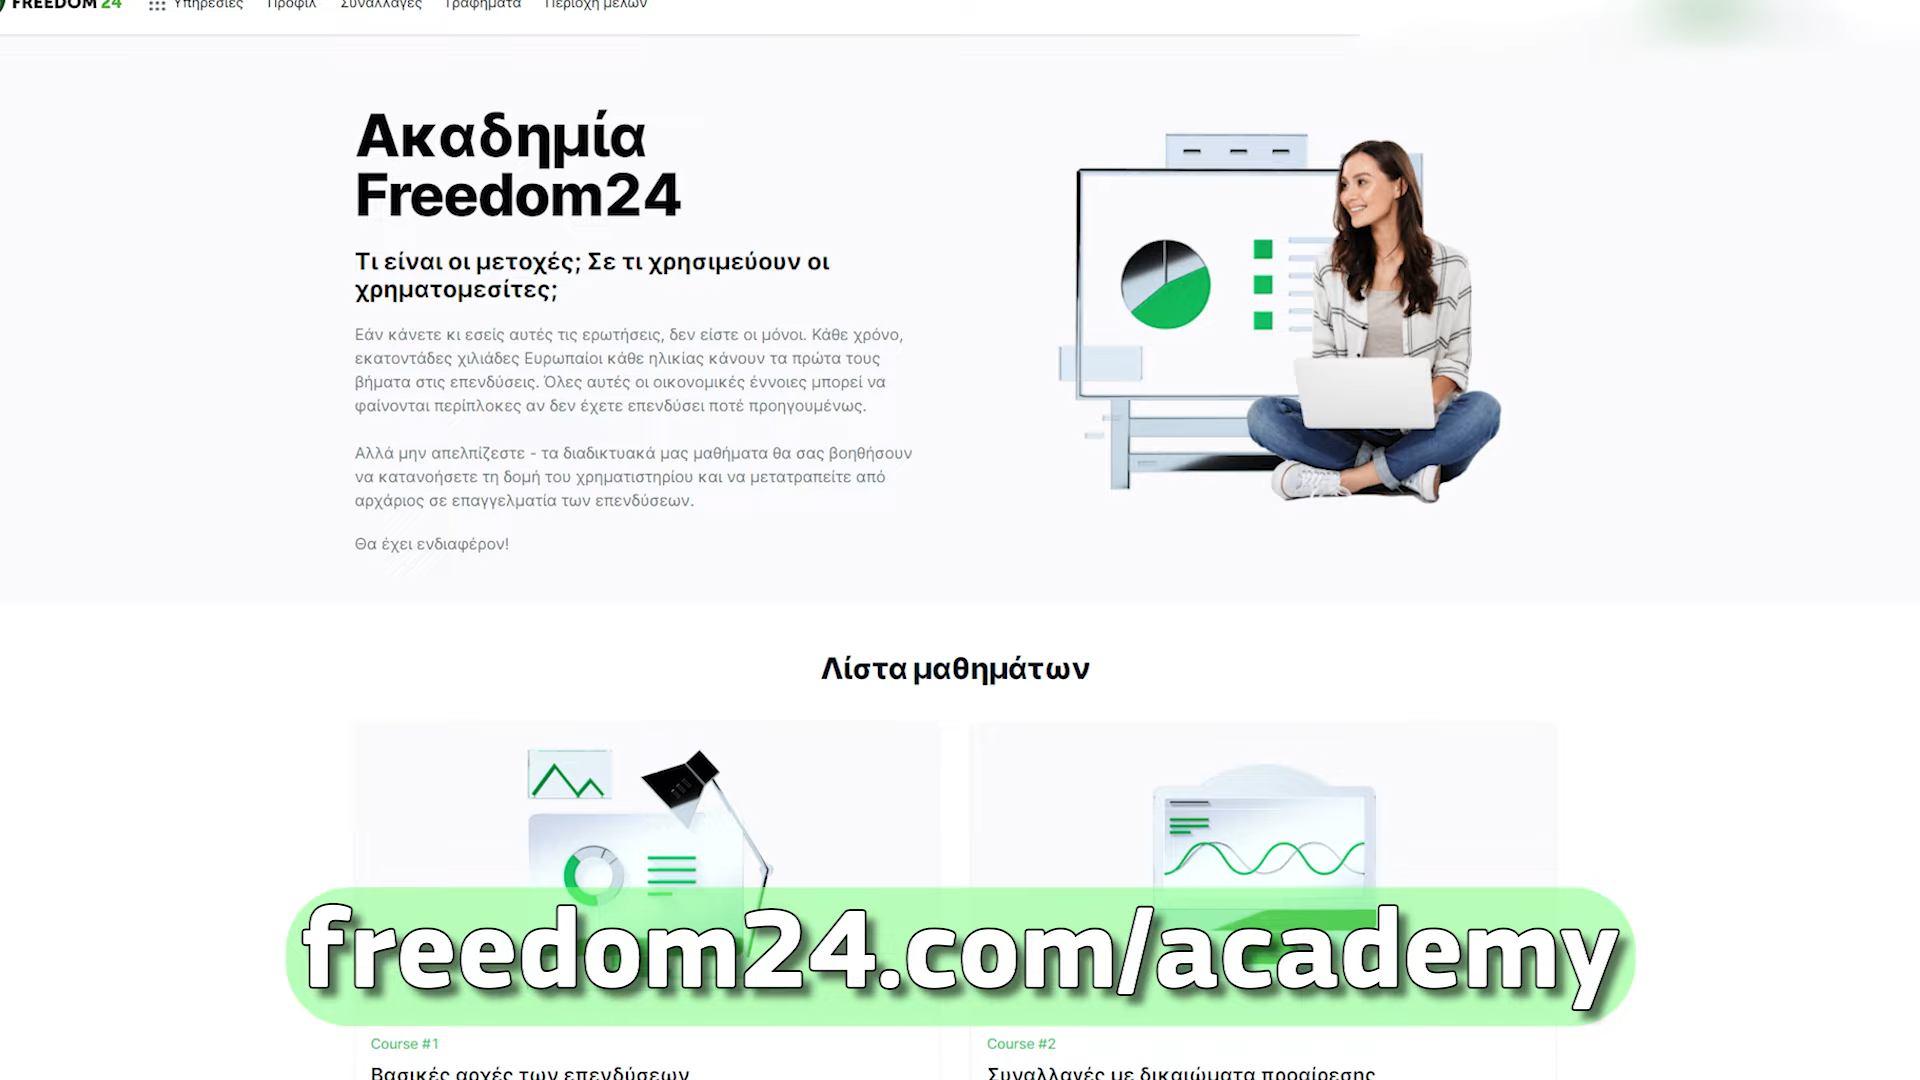 FREEDOM 24 Υπηρεσίες Προφίλ Συναλλαγές Γραφήματα Περιοχή μελών
Ακαδημία
Freedom24
Τι είναι οι μετοχές; Σε τι χρησιμεύουν οι
χρηματομεσίτες;
Εάν κάνετε κι εσείς αυτές τις ερωτήσεις, δεν είστε οι μόνοι. Κάθε χρόνο,
εκατοντάδες χιλιάδες Ευρωπαίοι κάθε ηλικίας κάνουν τα πρώτα τους
βήματα στις επενδύσεις. Όλες αυτές οι οικονομικές έννοιες μπορεί να
φαίνονται περίπλοκες αν δεν έχετε επενδύσει ποτέ προηγουμένως.
Αλλά μην απελπίζεστε - τα διαδικτυακά μας μαθήματα θα σας βοηθήσουν
να κατανοήσετε τη δομή του χρηματιστηρίου και να μετατραπείτε από
αρχάριος σε επαγγελματία των επενδύσεων.
Θα έχει ενδιαφέρον!
Λίστα μαθημάτων
freedom24.com/academy
Course #1
Βασικές αρχές των επενδύσεων
Course #2
Συναλλαγές με δικαιώματα προαίρεσης